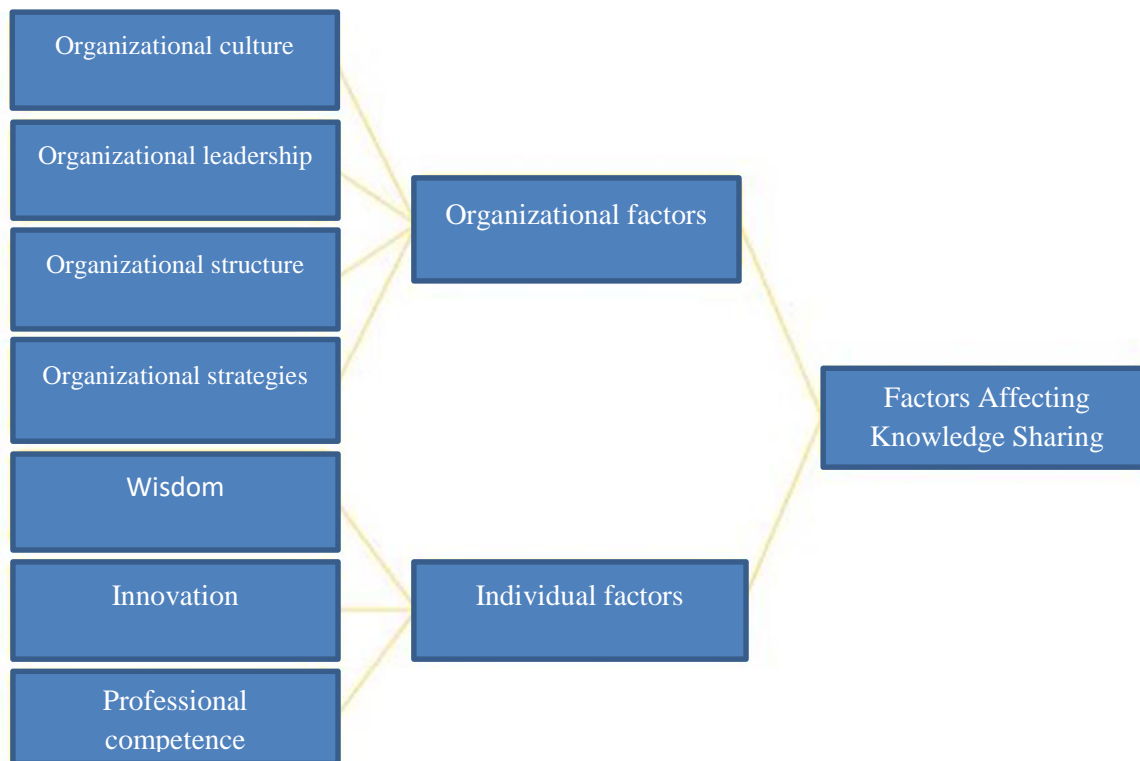 Organizational culture
Organizational leadership
Organizational structure
Organizational strategies
Wisdom
Innovation
Professional
competence
Organizational factors
Individual factors
Factors Affecting
Knowledge Sharing